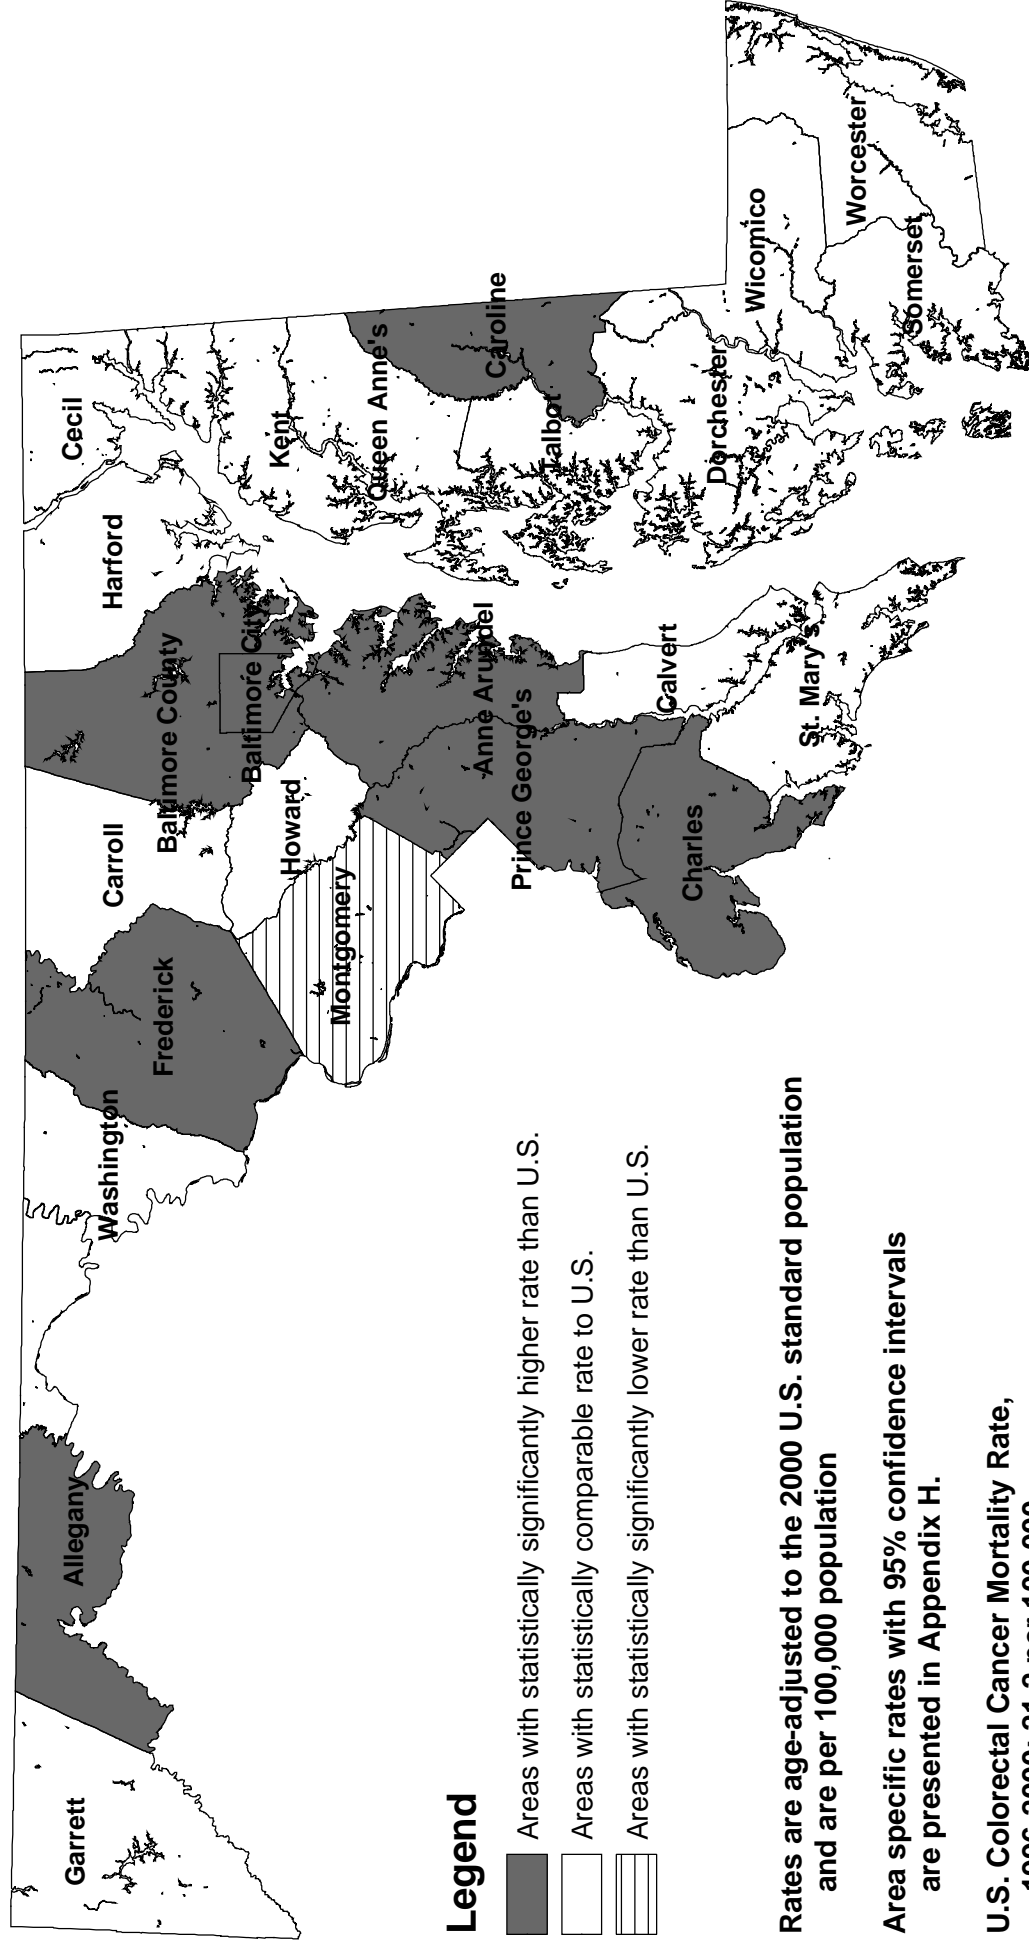 Garrett
Allegany
Washington
Frederick
Carroll
Baltimore County
Harford
Cecil
Baltimore City
Howard
Montgomery
Kent
Queen Anne's
Caroline
Talbot
Anne Arundel
Prince George's
Calvert
Charles
St. Mary's
Dorchester
Wicomico
Worcester
Somerset
Legend
Areas with statistically significantly higher rate than U.S.
Areas with statistically comparable rate to U.S.
Areas with statistically significantly lower rate than U.S.
Rates are age-adjusted to the 2000 U.S. standard population
and are per 100,000 population
Area specific rates with 95% confidence intervals
are presented in Appendix H.
U.S. Colorectal Cancer Mortality Rate,